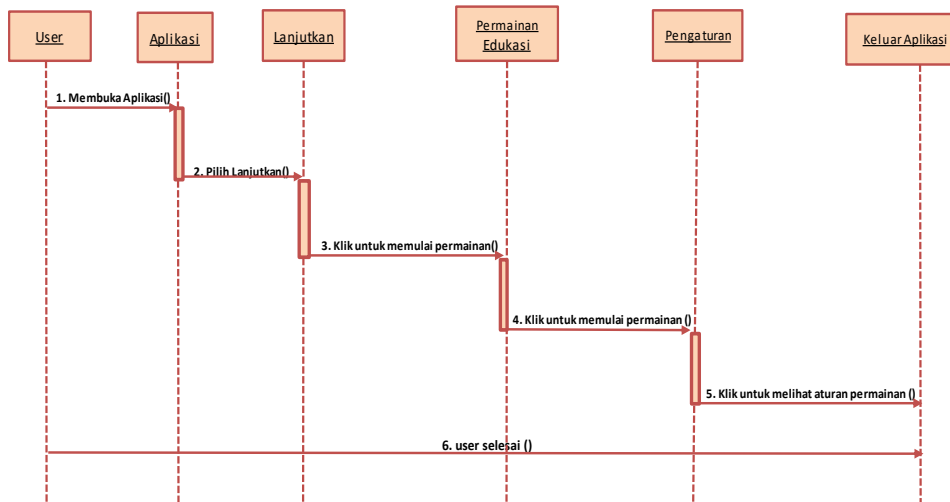 User
Aplikasi
Lanjutkan
Permainan
Edukasi
Pengaturan
Keluar Aplikasi
1. Membuka Aplikasi()
2. Pilih Lanjutkan()
3. Klik untuk memulai permainan()
4. Klik untuk memulai permainan ()
5. Klik untuk melihat aturan permainan ()
6. user selesai ()